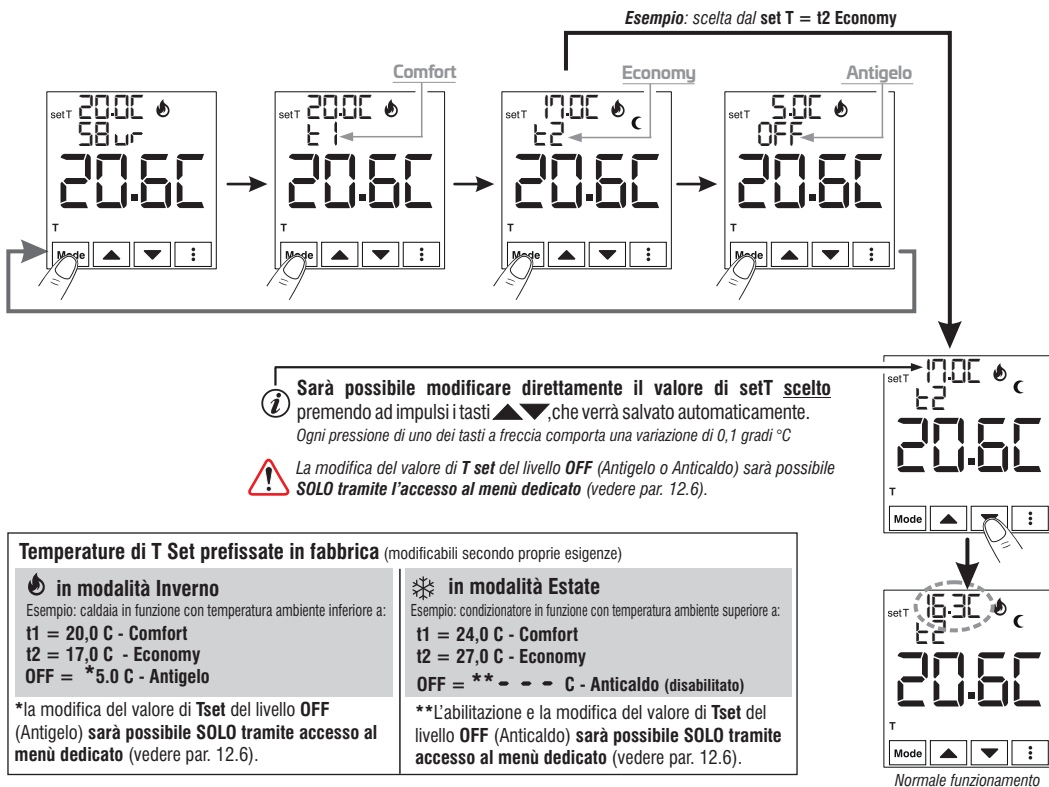 Esempio: scelta dal set T = t2 Economy
Comfort
Economy
Antigelo
setT 20.0C
S8 ur
20.6C
T
Mode
setT 20.0C
t1
20.6C
T
Mode
setT 17.0C
t2
20.6C
T
Mode
setT 5.0C
OFF
20.6C
T
Mode
i Sarà possibile modificare direttamente il valore di setT scelto
premendo ad impulsi i tasti ▲▼,che verrà salvato automaticamente.
Ogni pressione di uno dei tasti a freccia comporta una variazione di 0,1 gradi °C
! La modifica del valore di T set del livello OFF (Antigelo o Anticaldo) sarà possibile
SOLO tramite l'accesso al menù dedicato (vedere par. 12.6).
setT 17.0C
t2
20.6C
T
Mode
Temperature di T Set prefissate in fabbrica (modificabili secondo proprie esigenze)
in modalità Inverno
Esempio: caldaia in funzione con temperatura ambiente inferiore a:
t1 = 20,0 C - Comfort
t2 = 17,0 C - Economy
OFF = *5.0 C - Antigelo
*la modifica del valore di Tset del livello OFF
(Antigelo) sarà possibile SOLO tramite accesso al
menù dedicato (vedere par. 12.6).
in modalità Estate
Esempio: condizionatore in funzione con temperatura ambiente superiore a:
t1 = 24,0 C - Comfort
t2 = 27,0 C - Economy
OFF = ** - - - C - Anticaldo (disabilitato)
**L'abilitazione e la modifica del valore di Tset del
livello OFF (Anticaldo) sarà possibile SOLO tramite
accesso al menù dedicato (vedere par. 12.6).
setT 16.3C
t2
20.6C
T
Mode
Normale funzionamento